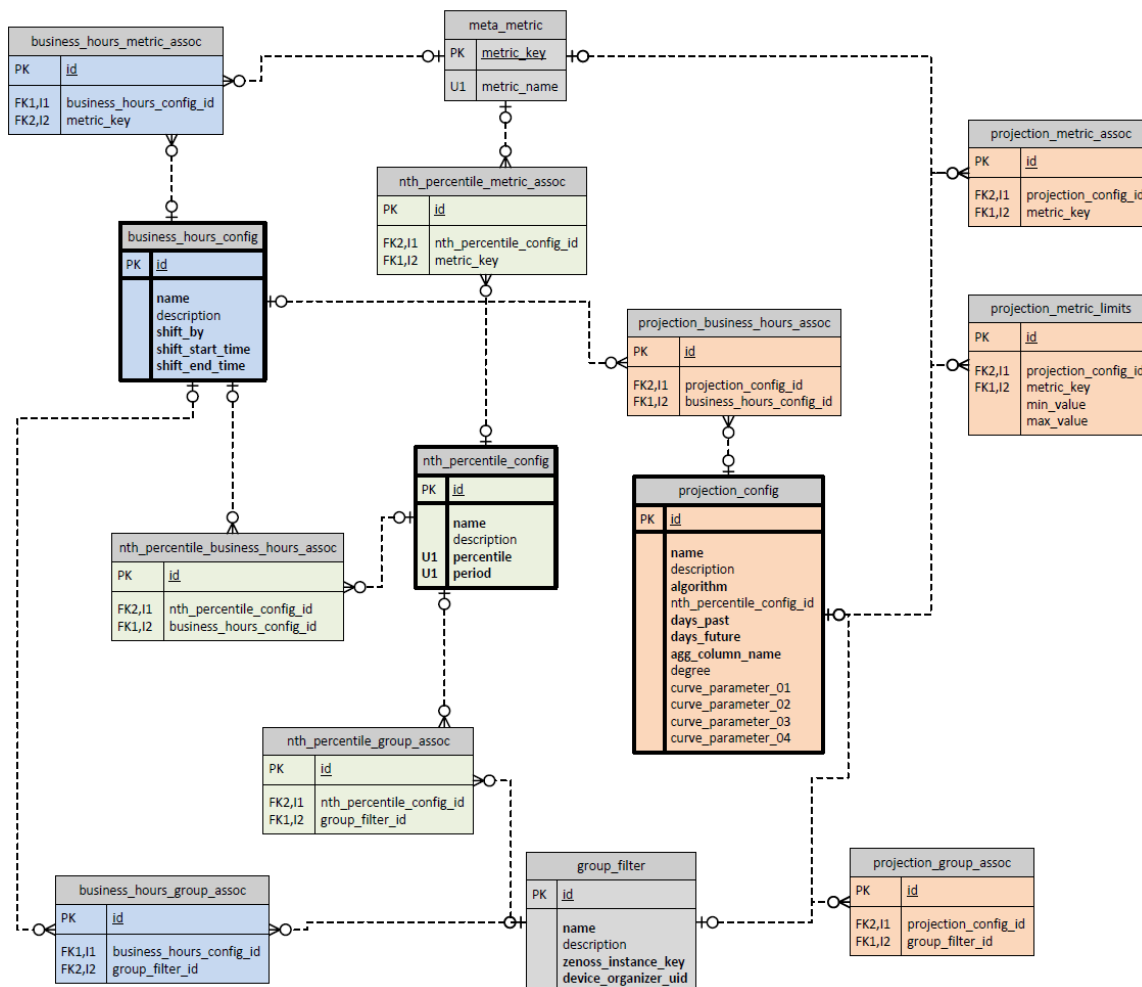 meta_metric
PK metric_key
U1 metric_name
business_hours_metric_assoc
PK id
FK1,I1 business_hours_config_id
FK2,I2 metric_key
projection_metric_assoc
PK id
FK2,I1 projection_config_id
FK1,I2 metric_key
nth_percentile_metric_assoc
PK id
FK2,I1 nth_percentile_config_id
FK1,I2 metric_key
business_hours_config
PK id
name
description
shift_by
shift_start_time
shift_end_time
projection_metric_limits
PK id
FK2,I1 projection_config_id
FK1,I2 metric_key
min_value
max_value
projection_business_hours_assoc
PK id
FK2,I1 projection_config_id
FK1,I2 business_hours_config_id
nth_percentile_config
PK id
name
description
U1 percentile
U1 period
projection_config
PK id
name
description
algorithm
nth_percentile_config_id
days_past
days_future
agg_column_name
degree
curve_parameter_01
curve_parameter_02
curve_parameter_03
curve_parameter_04
nth_percentile_business_hours_assoc
PK id
FK2,I1 nth_percentile_config_id
FK1,I2 business_hours_config_id
nth_percentile_group_assoc
PK id
FK2,I1 nth_percentile_config_id
FK1,I2 group_filter_id
business_hours_group_assoc
PK id
FK1,I1 business_hours_config_id
FK2,I2 group_filter_id
group_filter
PK id
name
description
zenoss_instance_key
device_organizer_uid
projection_group_assoc
PK id
FK2,I1 projection_config_id
FK1,I2 group_filter_id